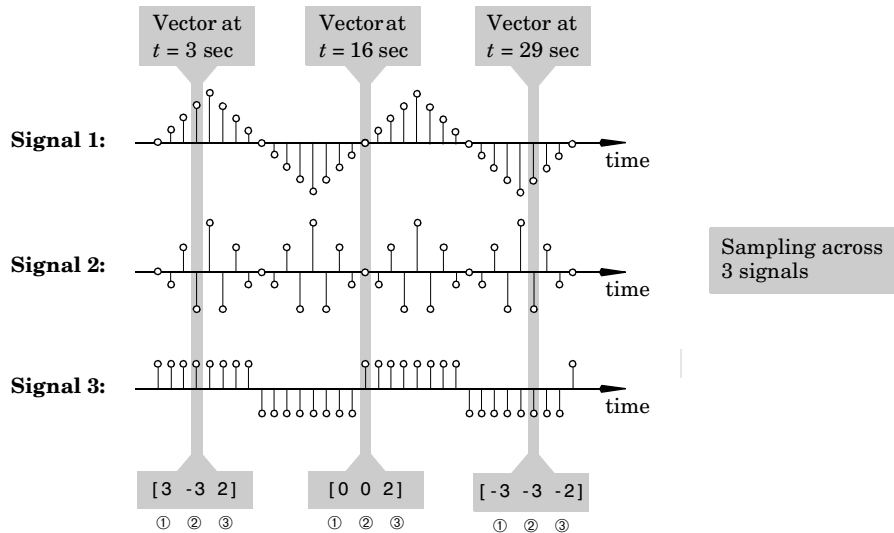 Vector at
t = 3 sec
Vector at
t = 16 sec
Vector at
t = 29 sec
Signal 1:
time
Signal 2:
time
Sampling across
3 signals
Signal 3:
time
[3 -3 2]
[0 0 2]
[-3 -3 -2]
① ② ③
① ② ③
① ② ③